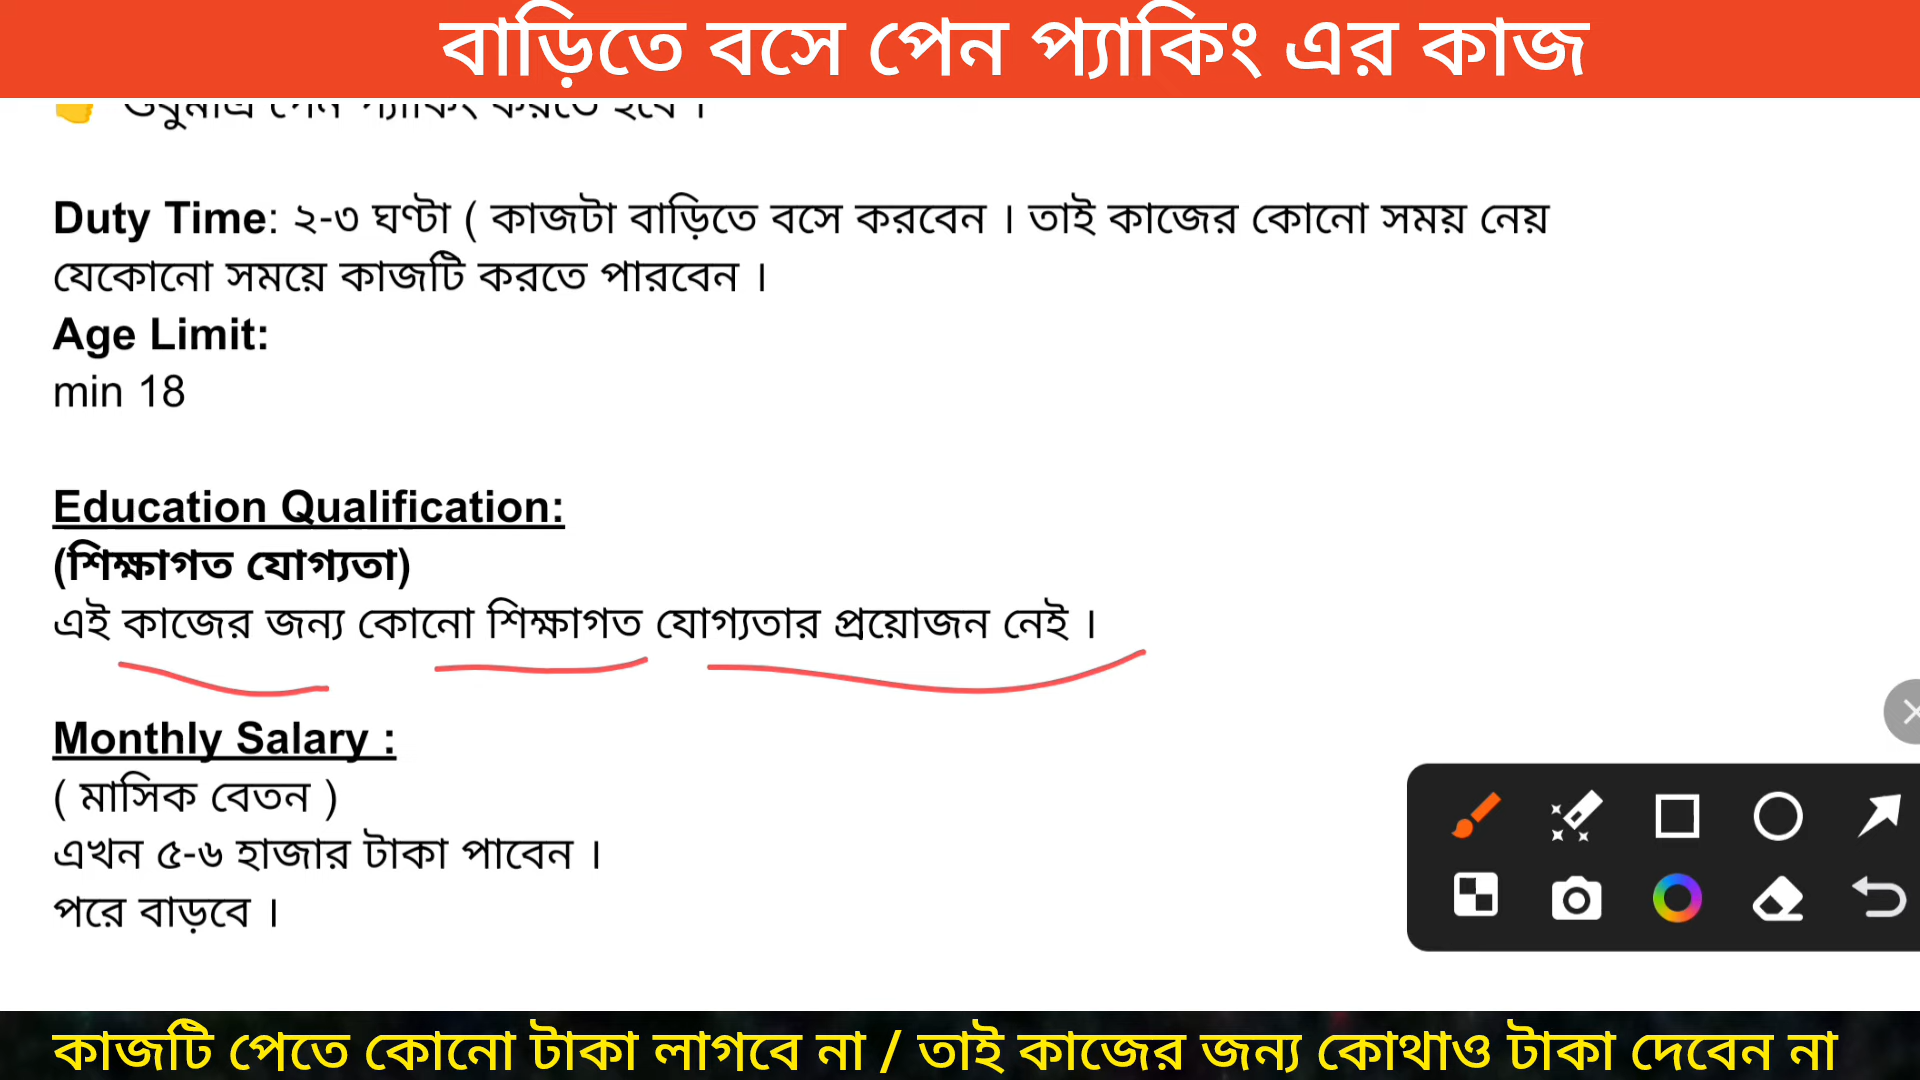 বাড়িতে বসে পেন প্যাকিং এর কাজ
শুধুমাত্র পেন প্যাকিং করতে হবে ।
Duty Time: ২-৩ ঘণ্টা ( কাজটা বাড়িতে বসে করবেন । তাই কাজের কোনো সময় নেয়
যেকোনো সময়ে কাজটি করতে পারবেন ।
Age Limit:
min 18
Education Qualification:
(শিক্ষাগত যোগ্যতা)
এই কাজের জন্য কোনো শিক্ষাগত যোগ্যতার প্রয়োজন নেই ।
Monthly Salary :
( মাসিক বেতন )
এখন ৫-৬ হাজার টাকা পাবেন ।
পরে বাড়বে ।
কাজটি পেতে কোনো টাকা লাগবে না / তাই কাজের জন্য কোথাও টাকা দেবেন না